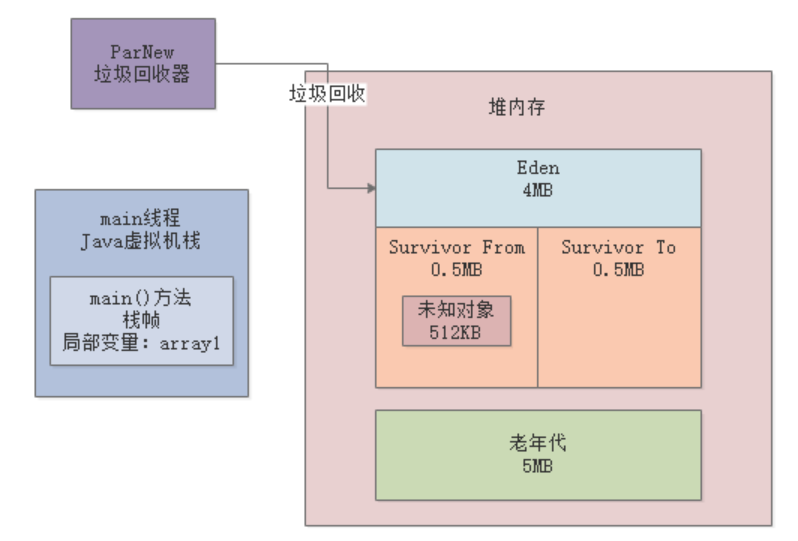 ParNew
垃圾回收器
垃圾回收
堆内存
Eden
4MB
main线程
Java虚拟机栈
Survivor From
0.5MB
Survivor To
0.5MB
main()方法
栈帧
局部变量：array1
未知对象
512KB
老年代
5MB